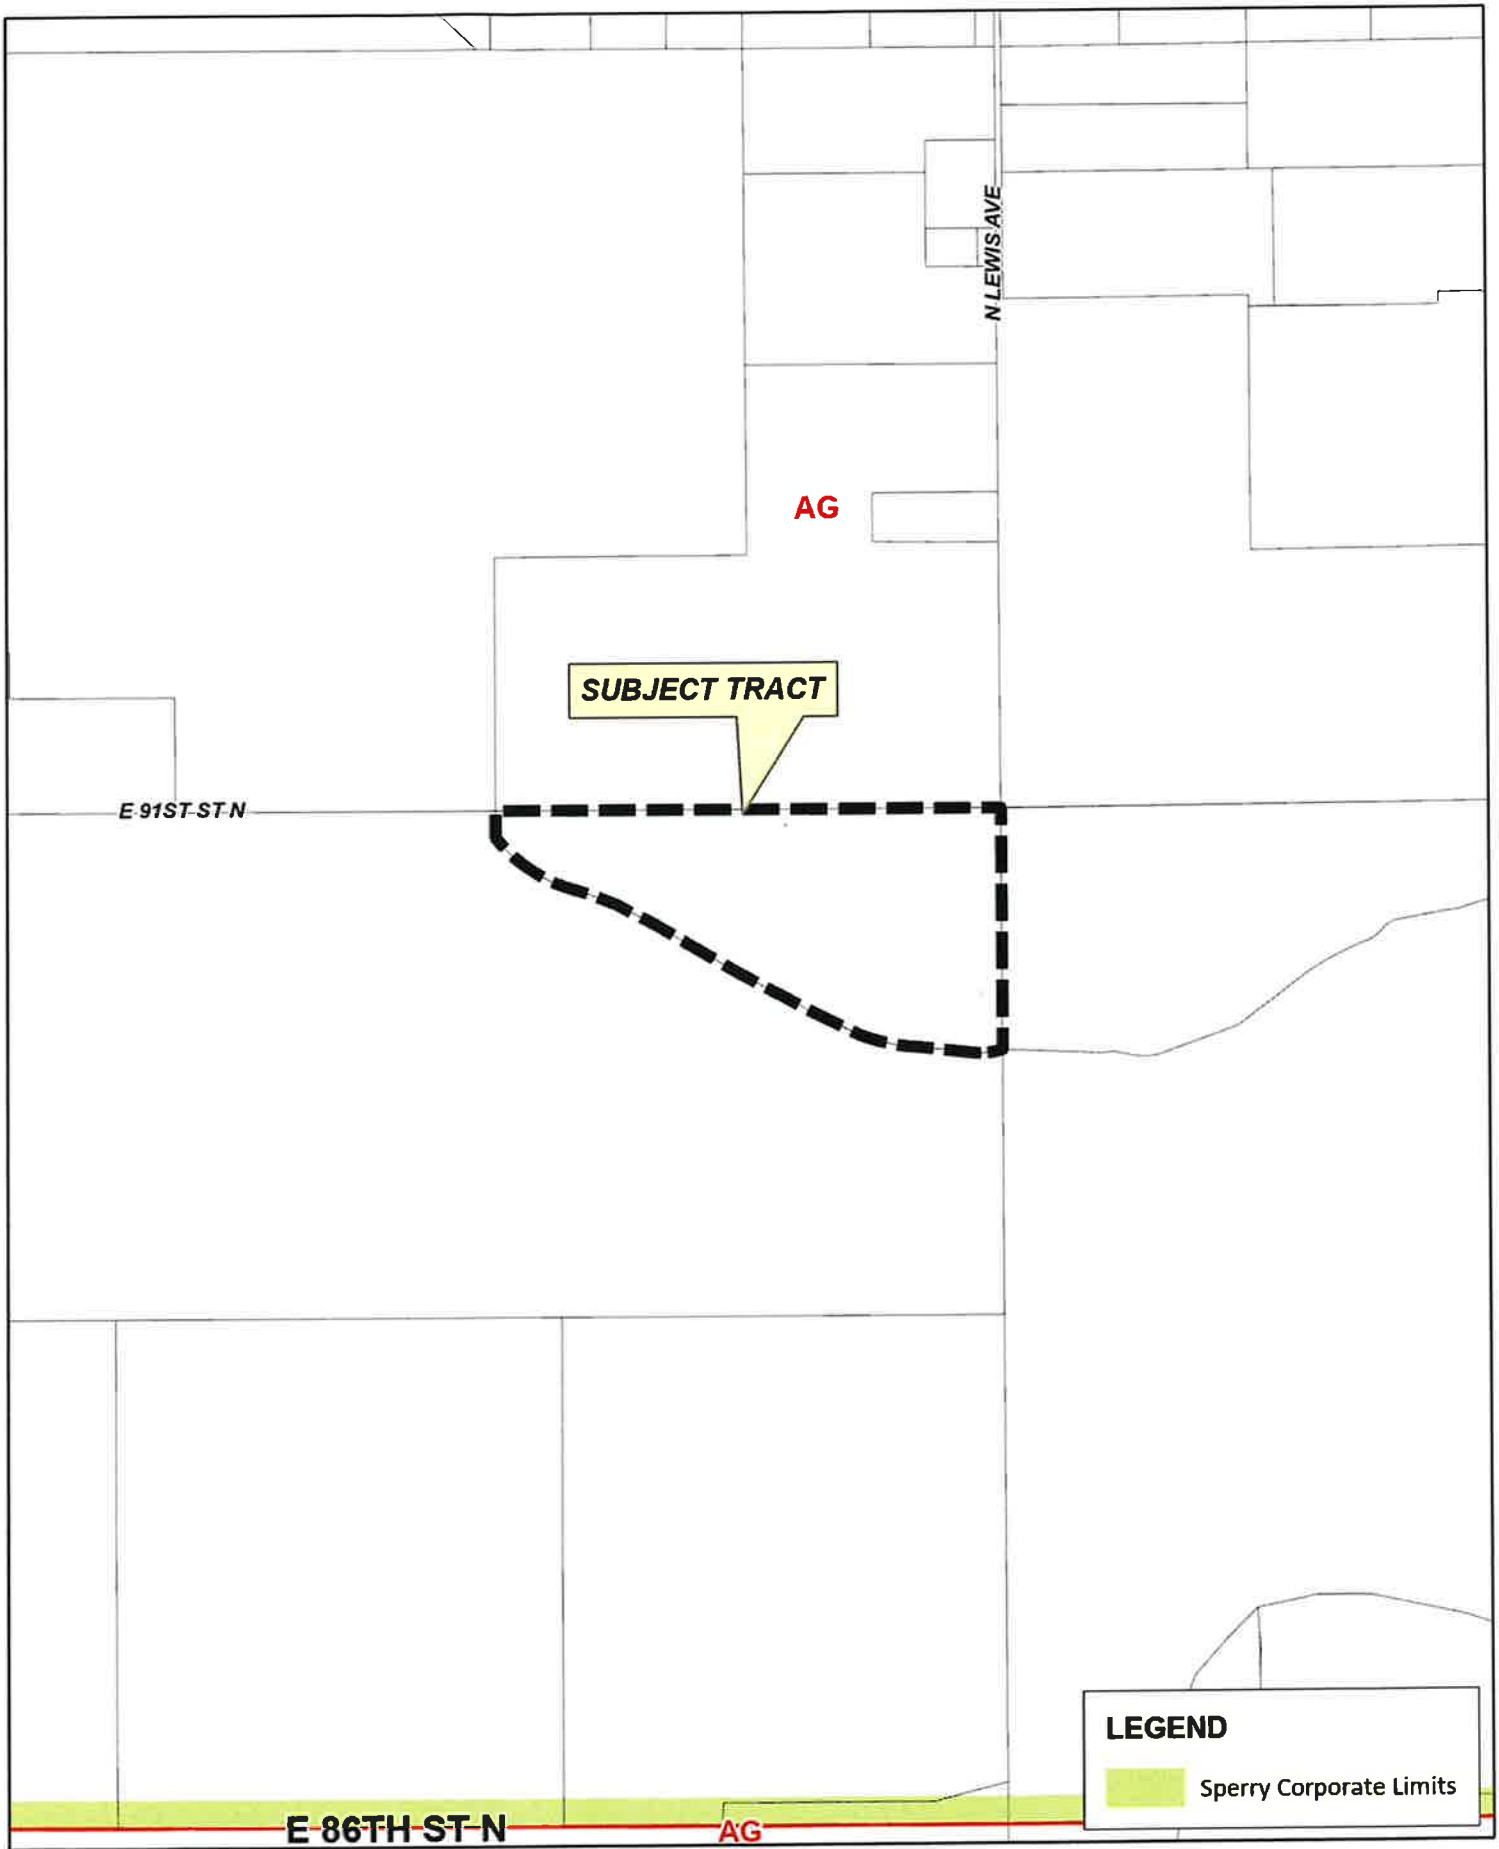 N LEWIS AVE
AG
SUBJECT TRACT
E 91ST ST N
LEGEND
Sperry Corporate Limits
E 86TH ST N
AG